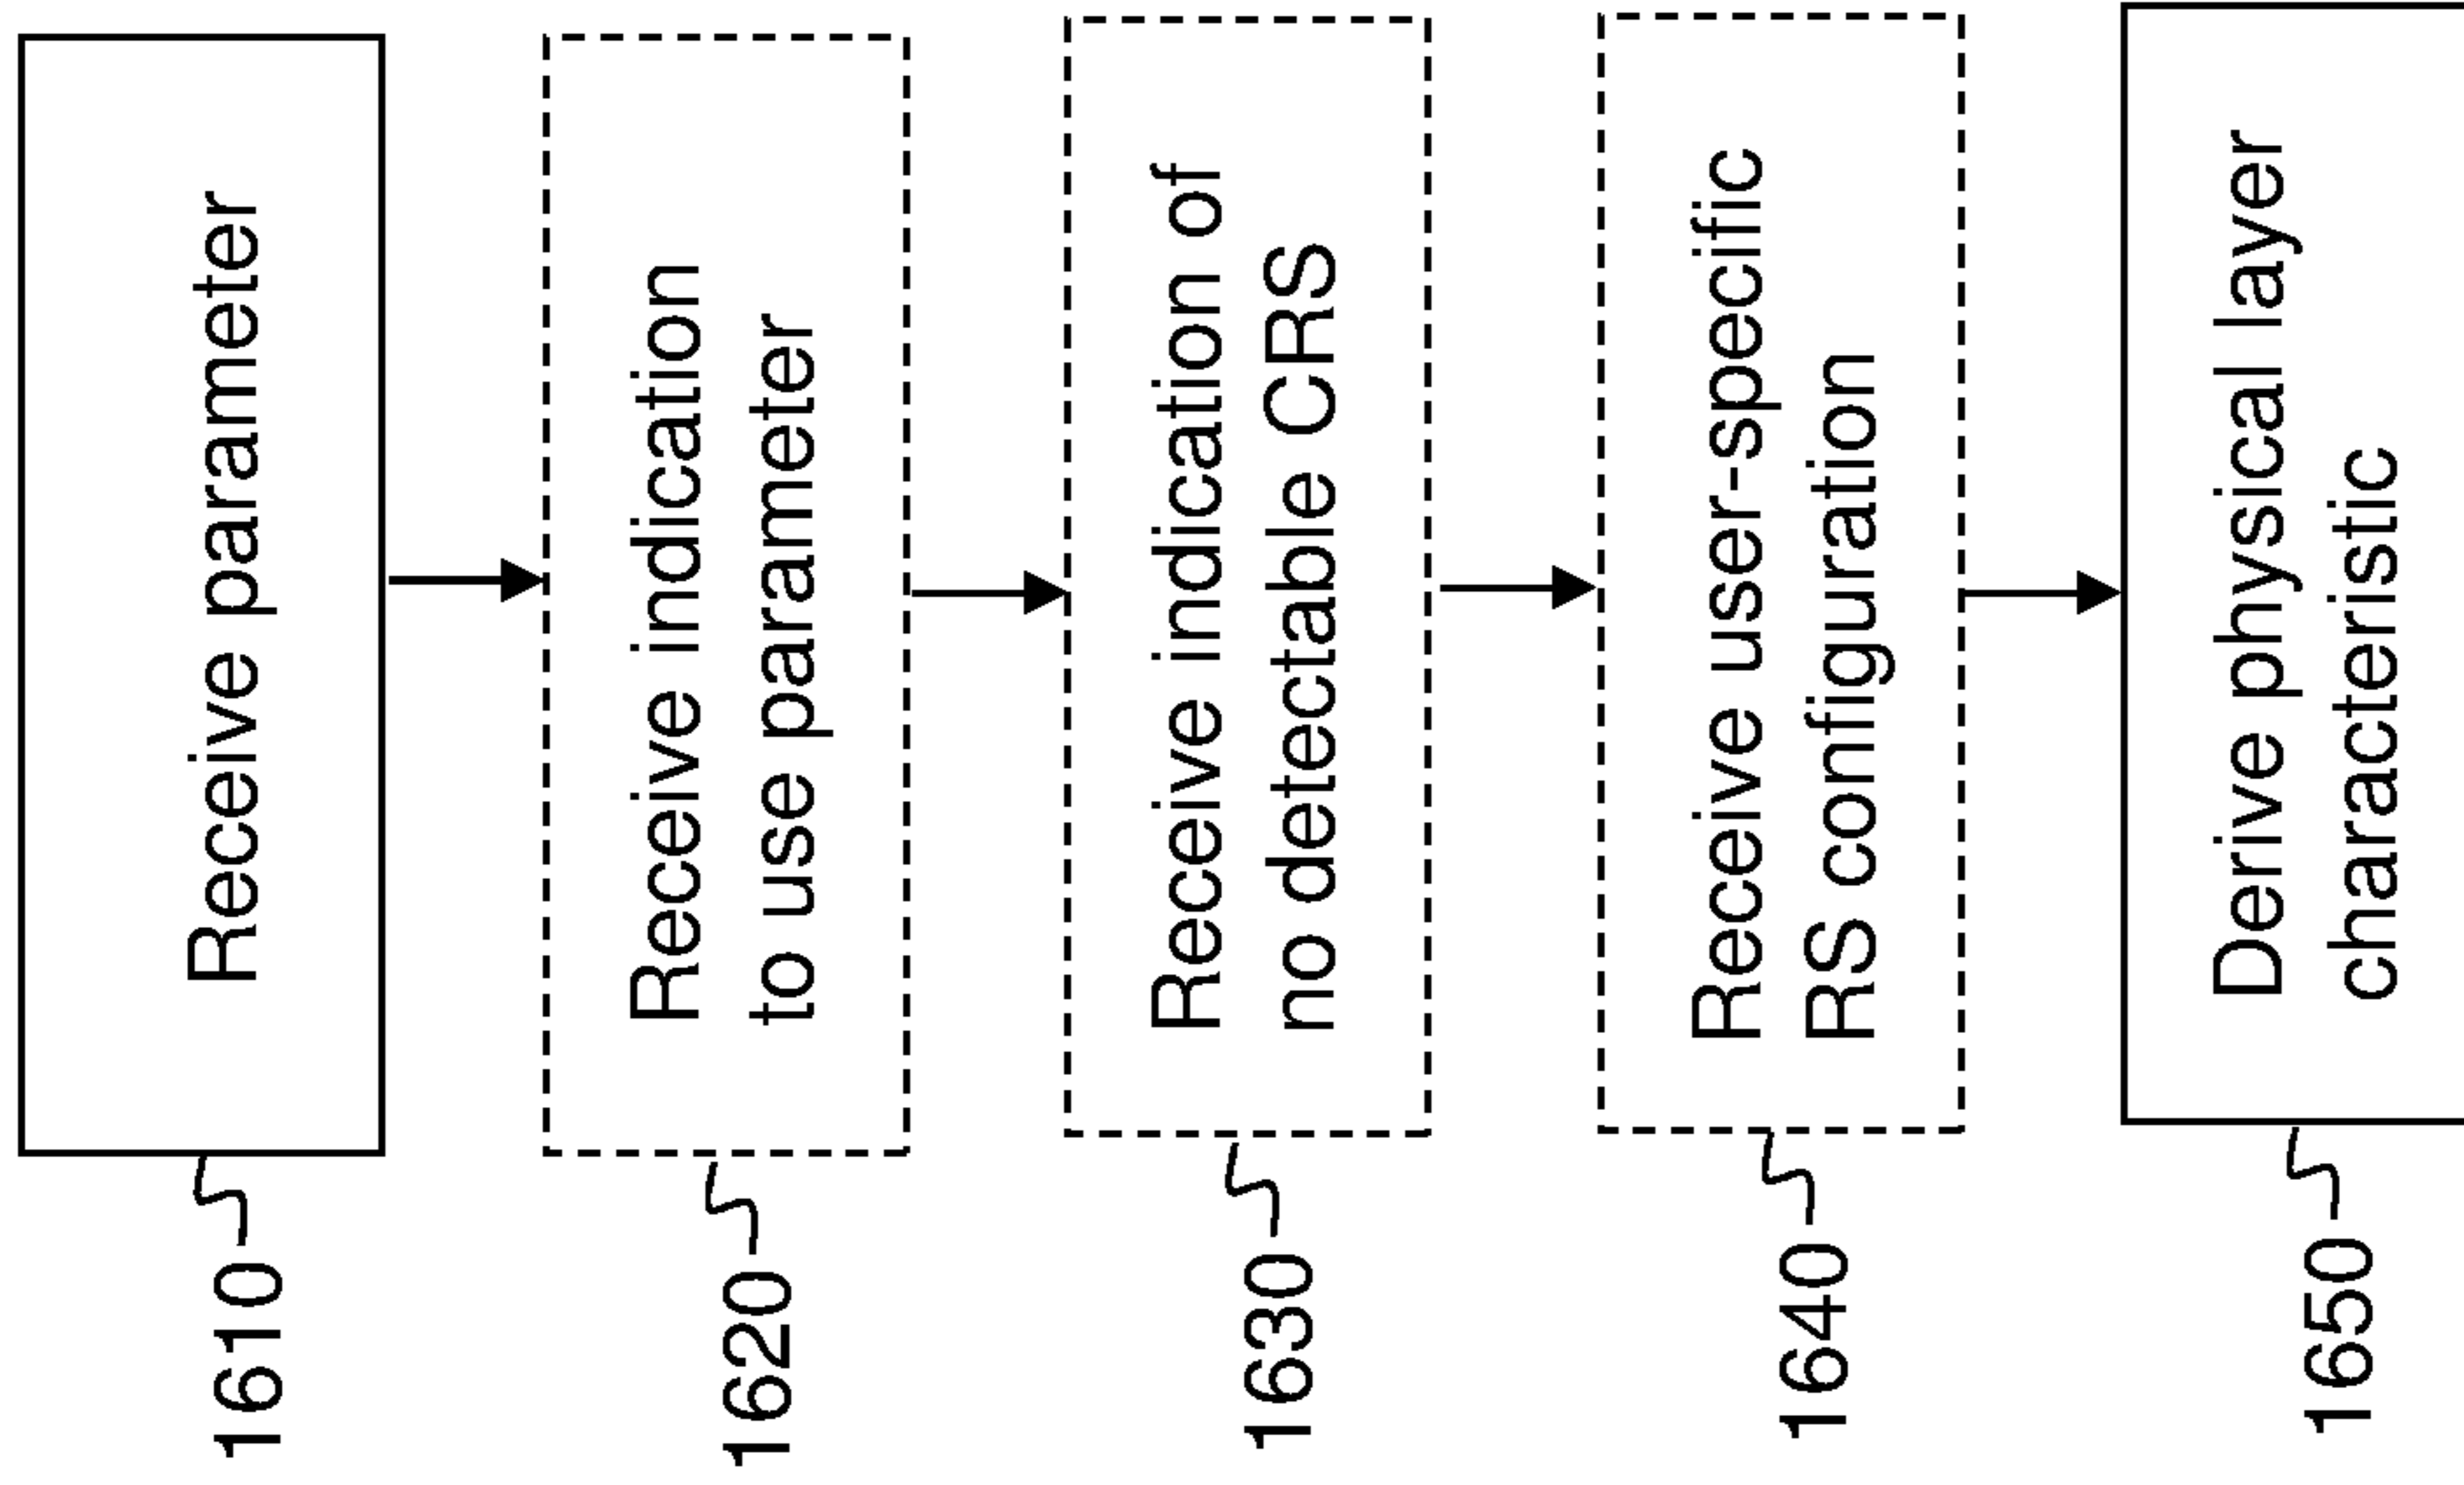 1610
Receive parameter
1620
Receive indication
to use parameter
1630
Receive indication of
no detectable CRS
1640
Receive user-specific
RS configuration
1650
Derive physical layer
characteristic